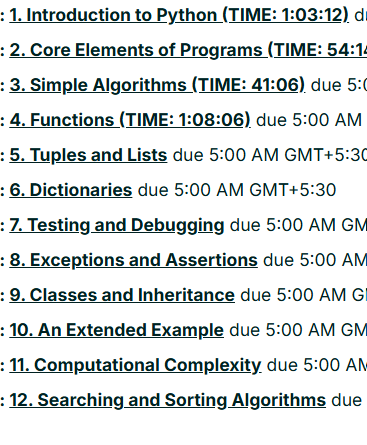 : 1. Introduction to Python (TIME: 1:03:12)
: 2. Core Elements of Programs (TIME: 54:14
: 3. Simple Algorithms (TIME: 41:06) due 5:0
: 4. Functions (TIME: 1:08:06) due 5:00 AM
: 5. Tuples and Lists due 5:00 AM GMT+5:30
: 6. Dictionaries due 5:00 AM GMT+5:30
: 7. Testing and Debugging due 5:00 AM GM
: 8. Exceptions and Assertions due 5:00 AM
: 9. Classes and Inheritance due 5:00 AM G
: 10. An Extended Example due 5:00 AM GM
: 11. Computational Complexity due 5:00 AM
: 12. Searching and Sorting Algorithms due